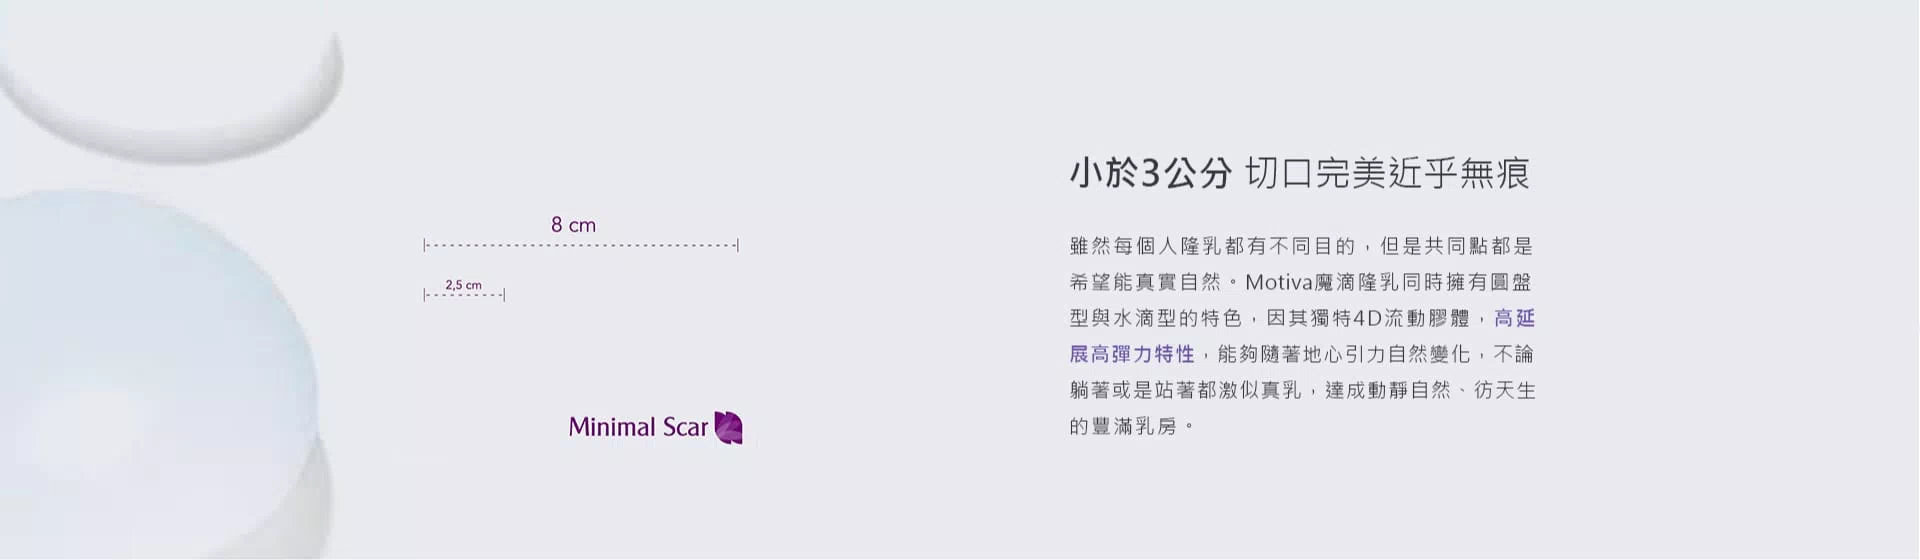 8 cm
2,5 cm
Minimal Scar
小於3公分 切口完美近乎無痕
雖然每個人隆乳都有不同目的，但是共同點都是
希望能真實自然。Motiva魔滴隆乳同時擁有圓盤
型與水滴型的特色，因其獨特4D流動膠體，高延
展高彈力特性，能夠隨著地心引力自然變化，不論
躺著或是站著都激似真乳，達成動靜自然、彷天生
的豐滿乳房。